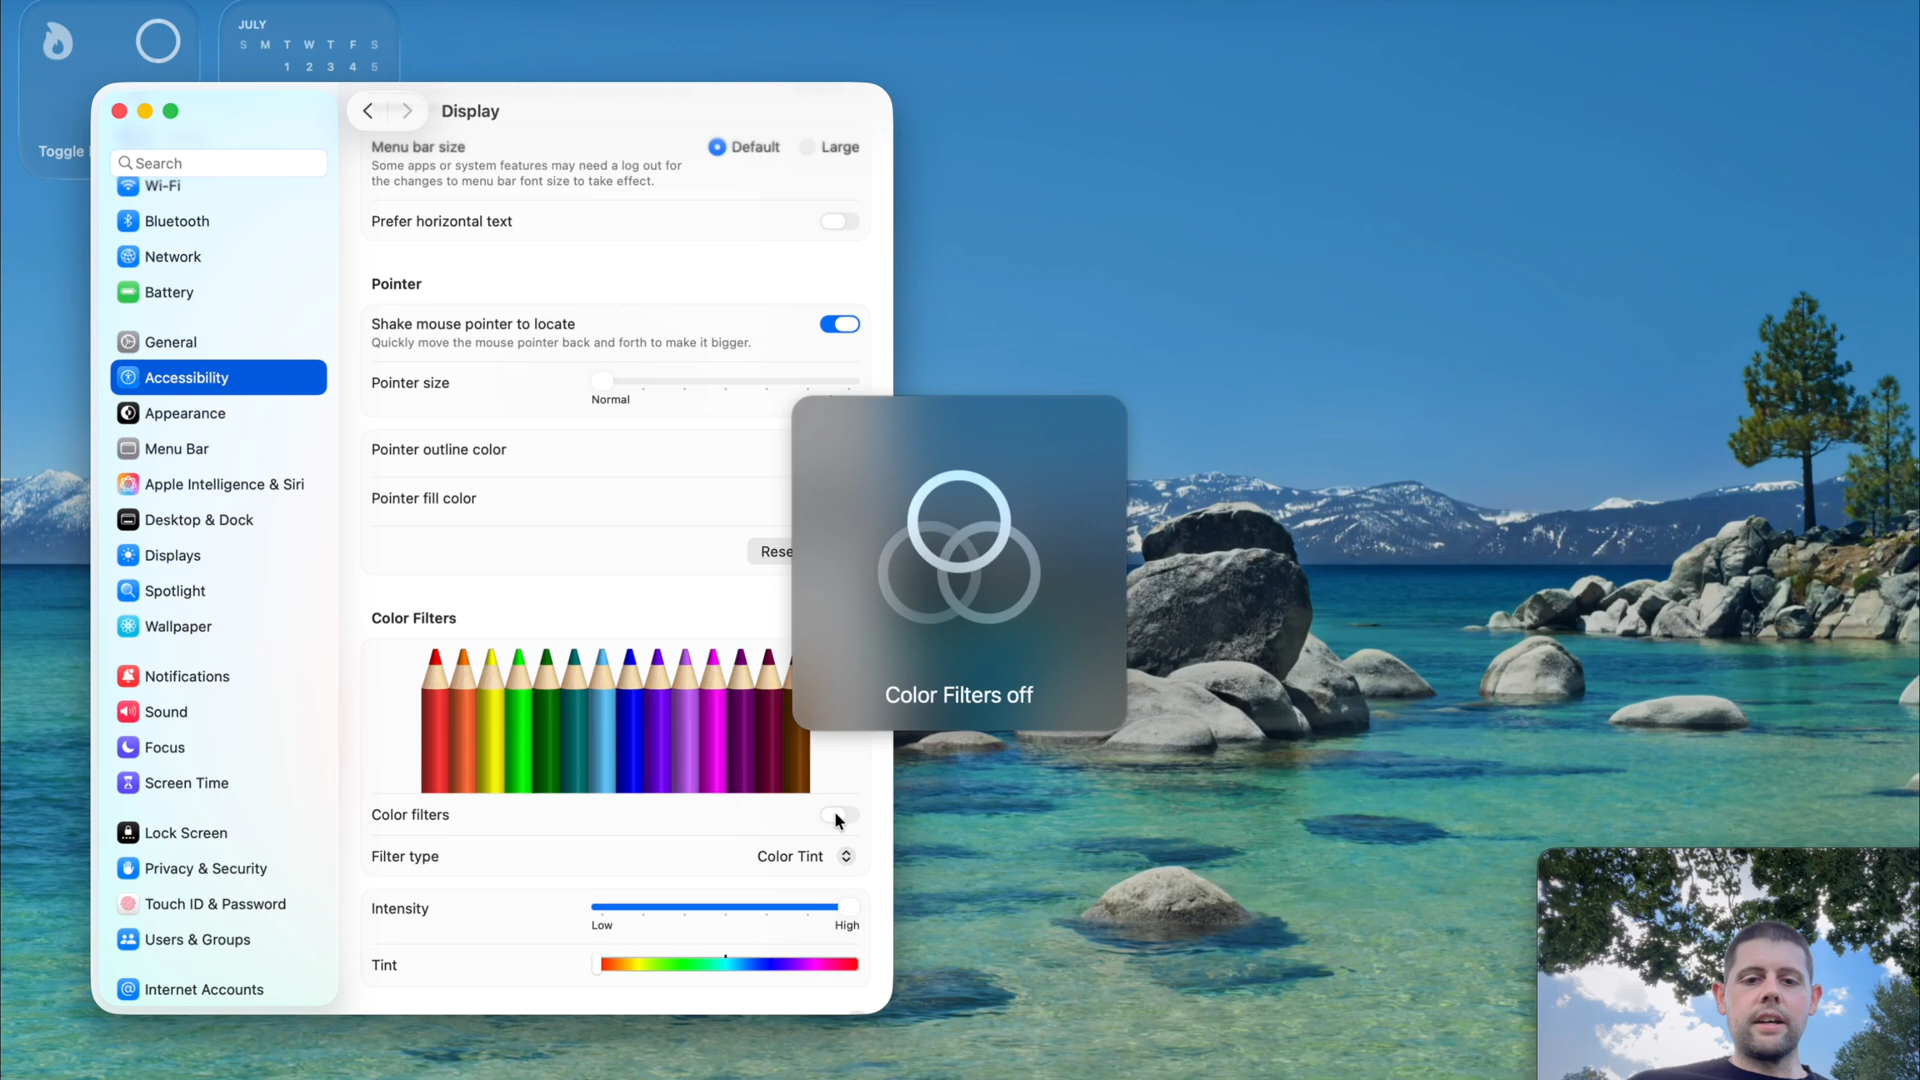 JULY
S M T W T F S
1 2 3 4 5
Toggle
Display
Search
Wi-Fi
Bluetooth
Network
Battery
General
Accessibility
Appearance
Menu Bar
Apple Intelligence & Siri
Desktop & Dock
Displays
Spotlight
Wallpaper
Notifications
Sound
Focus
Screen Time
Lock Screen
Privacy & Security
Touch ID & Password
Users & Groups
Internet Accounts
Menu bar size
Default Large
Some apps or system features may need a log out for
the changes to menu bar font size to take effect.
Prefer horizontal text
Pointer
Shake mouse pointer to locate
Quickly move the mouse pointer back and forth to make it bigger.
Pointer size
Normal
Pointer outline color
Pointer fill color
Rese
Color Filters
Color filters
Filter type Color Tint
Intensity
Low High
Tint
Color Filters off